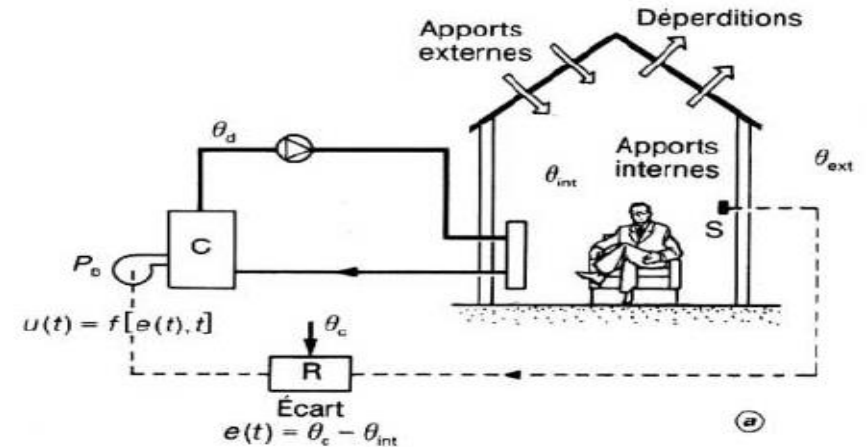 Apports
externes
Déperditions
θd
Apports
internes
θint
θext
S
C
Pb
u(t) = f[e(t),t]
θc
R
Écart
e(t) = θc − θint
a